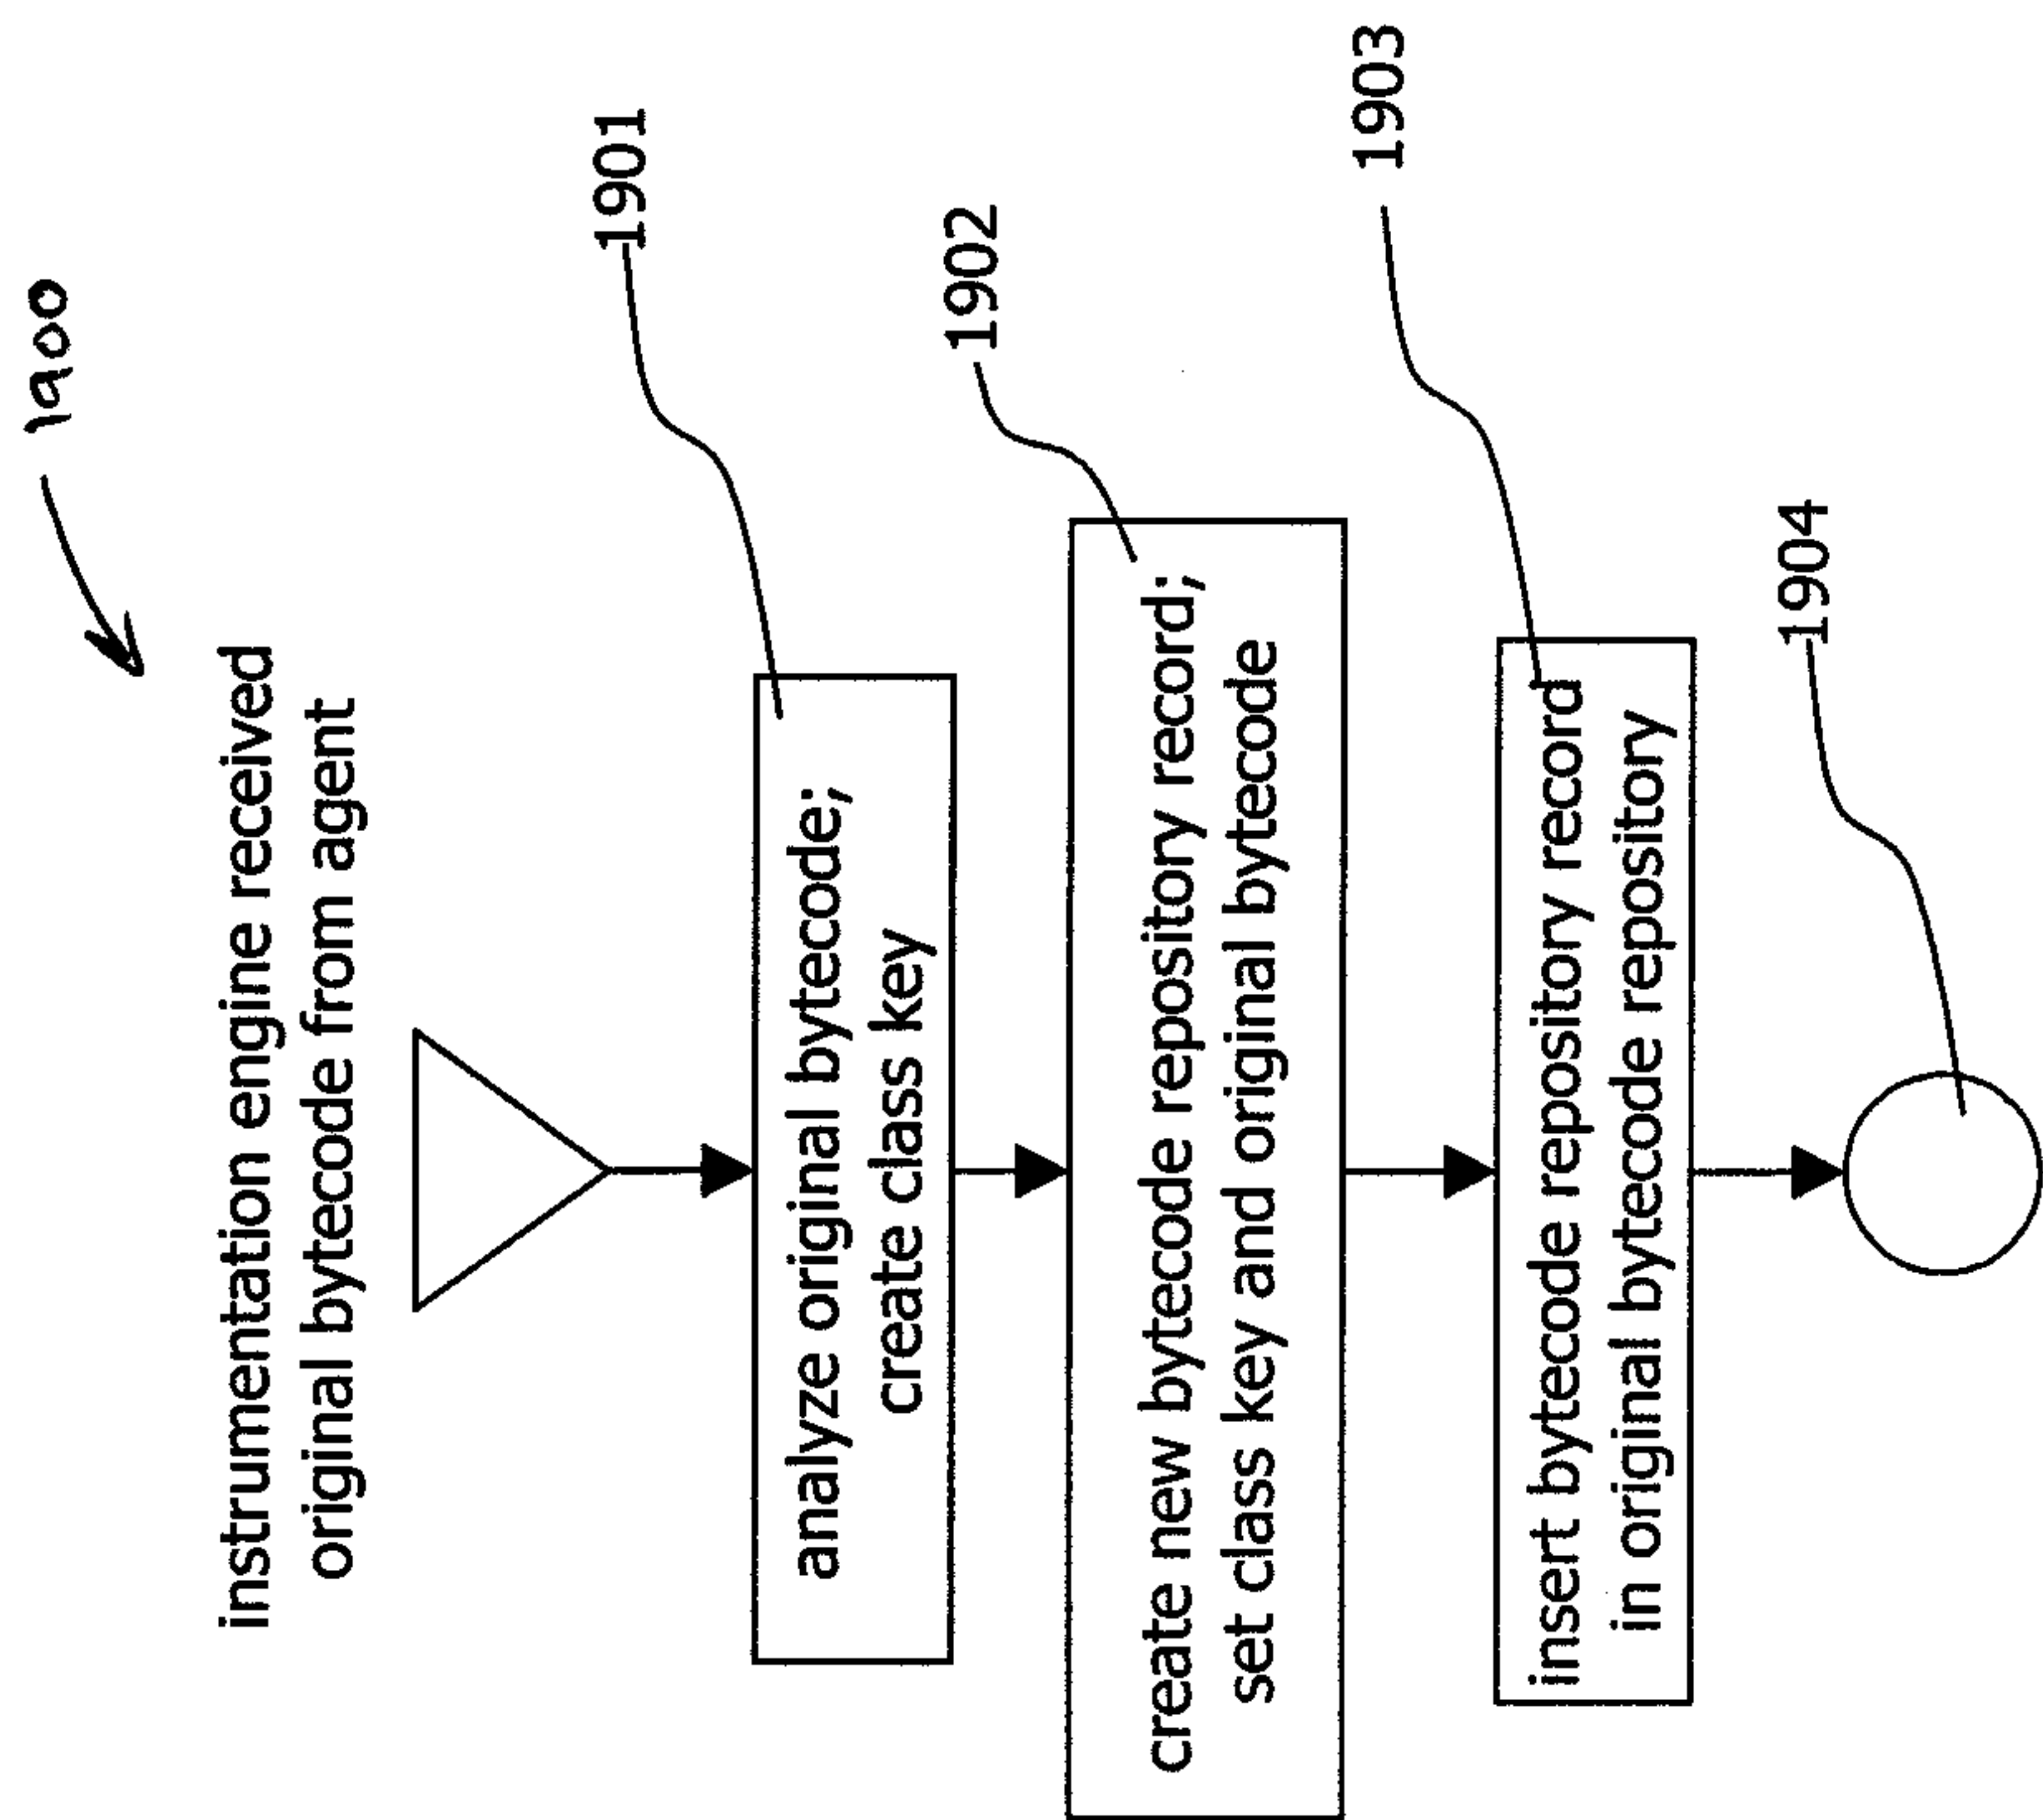 1900
instrumentation engine received
original bytecode from agent
1901
analyze original bytecode;
create class key
1902
create new bytecode repository record;
set class key and original bytecode
1903
insert bytecode repository record
in original bytecode repository
1904